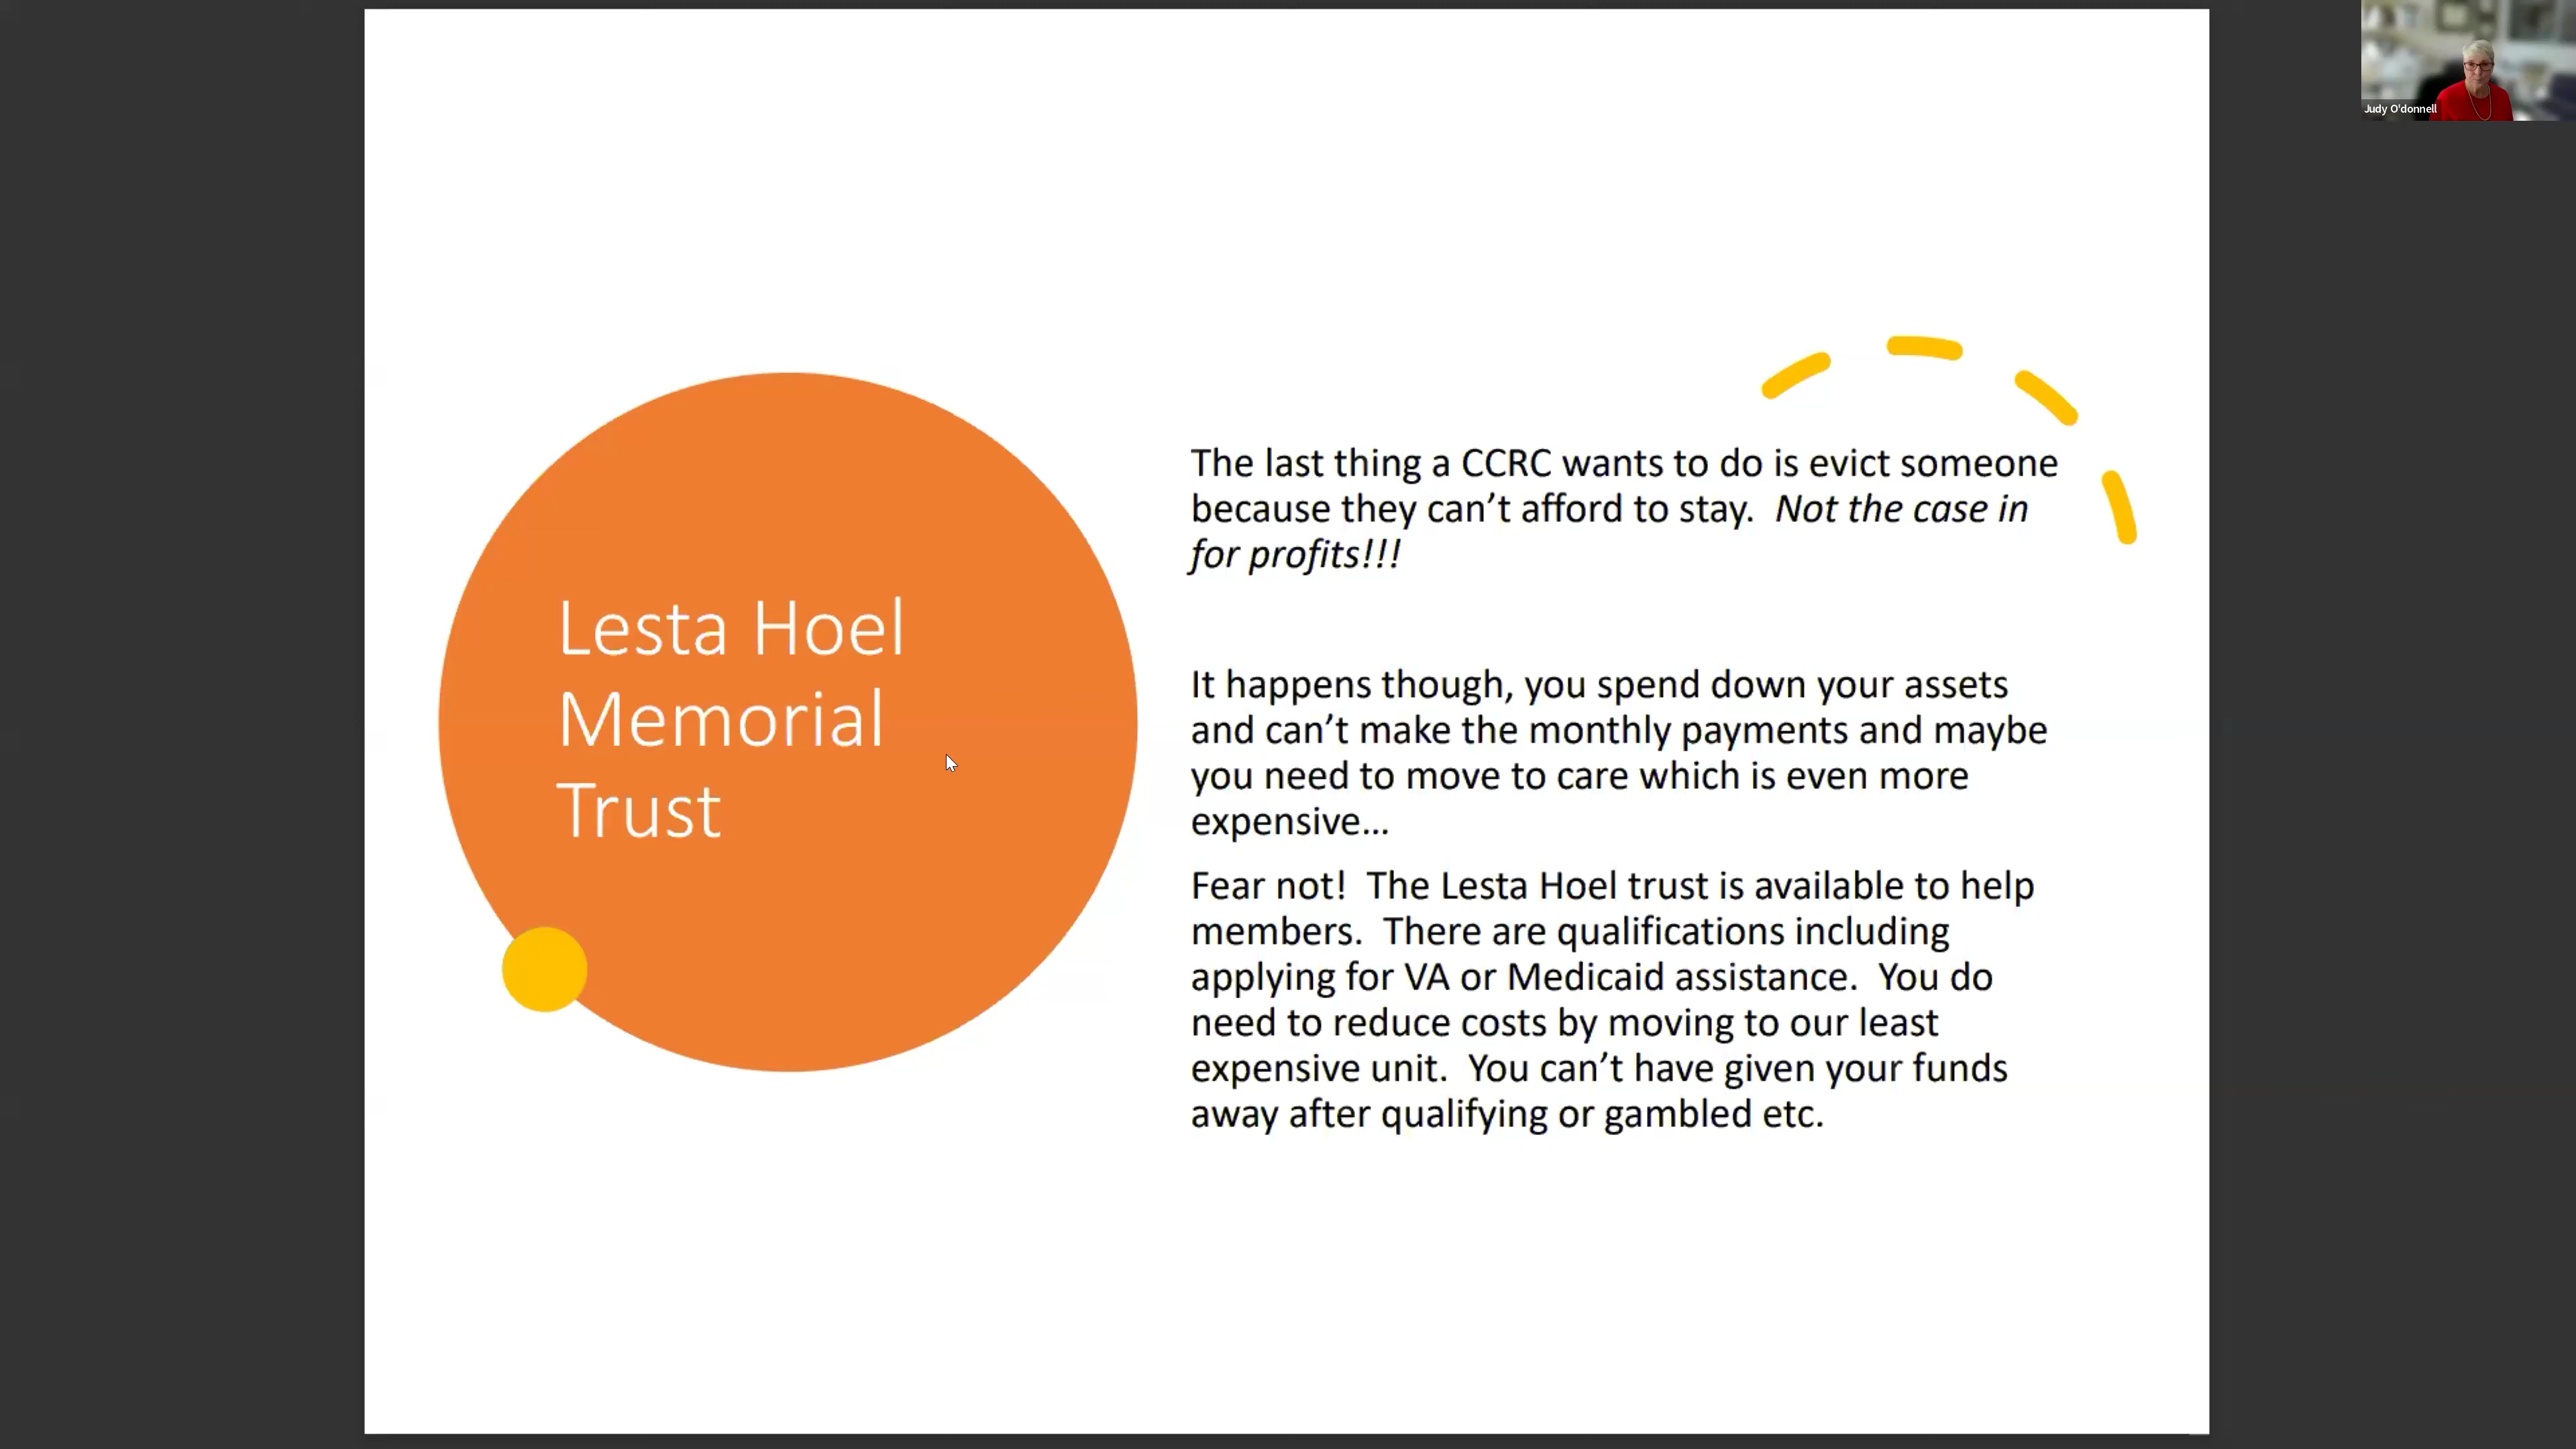 Judy O'donnell
Lesta Hoel
Memorial
Trust
The last thing a CCRC wants to do is evict someone
because they can’t afford to stay.  Not the case in
for profits!!!
It happens though, you spend down your assets
and can’t make the monthly payments and maybe
you need to move to care which is even more
expensive…
Fear not!  The Lesta Hoel trust is available to help
members.  There are qualifications including
applying for VA or Medicaid assistance.  You do
need to reduce costs by moving to our least
expensive unit.  You can’t have given your funds
away after qualifying or gambled etc.